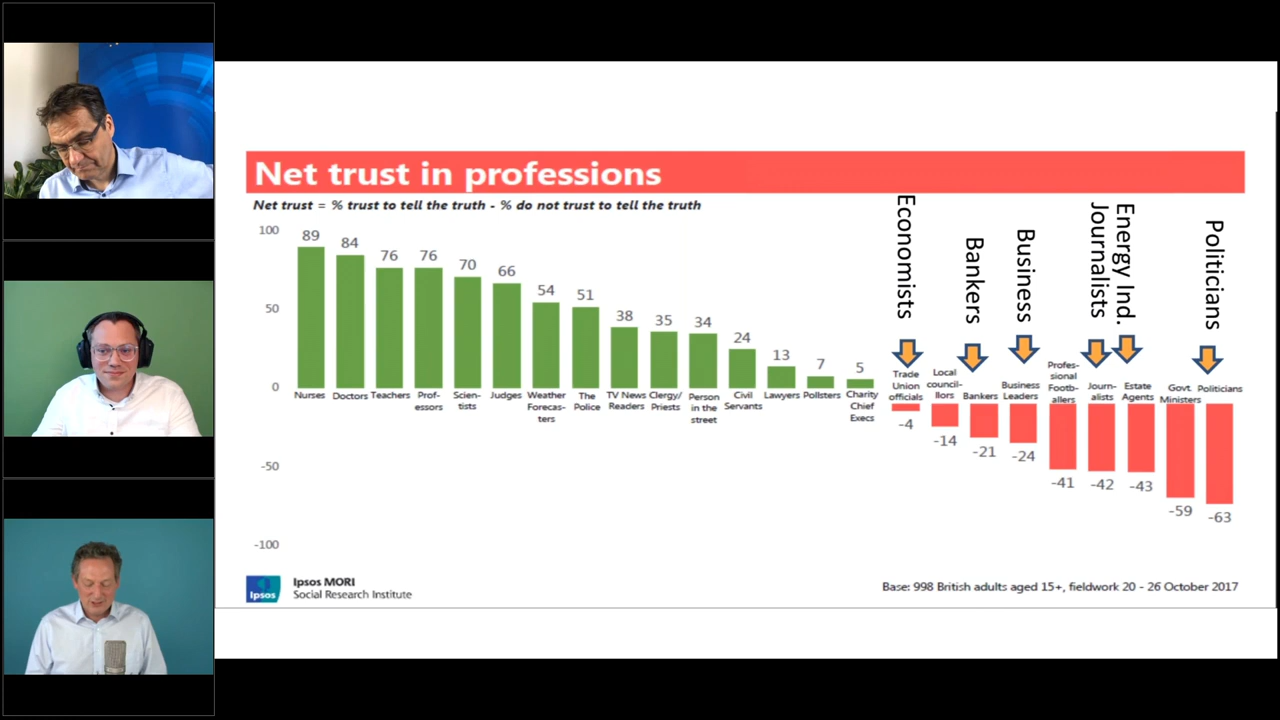 Net trust in professions
Net trust = % trust to tell the truth - % do not trust to tell the truth
Economists
Bankers
Business
Journalists
Energy Ind.
Politicians
100
50
0
-50
-100
89
84
76
76
70
66
54
51
38
35
34
24
13
7
5
Nurses
Doctors
Teachers
Prof-
essors
Scien-
tists
Judges
Weather
Forecas-
ters
The
Police
TV News
Readers
Clergy/
Priests
Person
in the
street
Civil
Servants
Lawyers
Pollsters
Charity
Chief
Execs
Trade
Union
officials
Local
council-
lors
Bankers
Business
Leaders
Profes-
sional
Footb-
allers
Journ-
alists
Estate
Agents
Govt
Ministers
Politicians
-4
-14
-21
-24
-41
-42
-43
-59
-63
Ipsos
Ipsos MORI
Social Research Institute
Base: 998 British adults aged 15+, fieldwork 20 - 26 October 2017